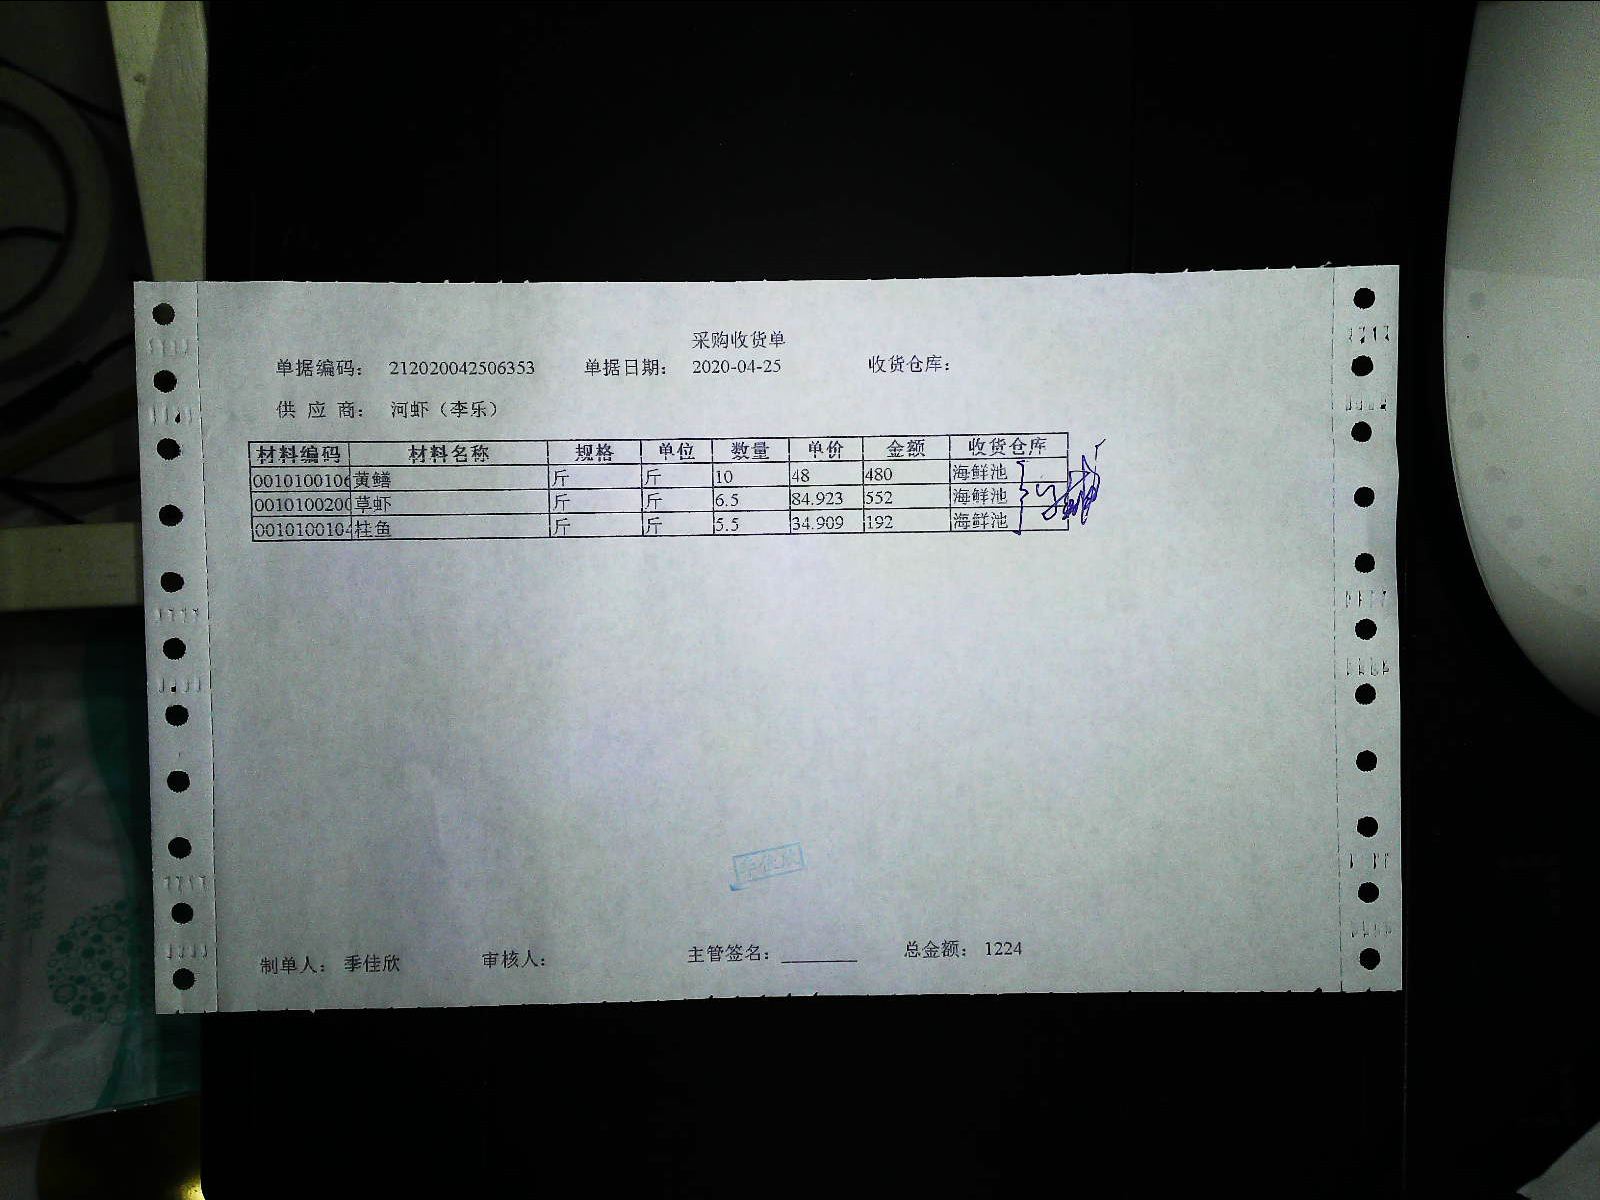 采购收货单
单据编码： 212020042506353 单据日期： 2020-04-25 收货仓库：
供 应 商： 河虾（李乐）
材料编码 材料名称 规格 单位 数量 单价 金额 收货仓库
0010100106 黄鳝 斤 斤 10 48 480 海鲜池
0010100200 草虾 斤 斤 6.5 84.923 552 海鲜池
0010100104 桂鱼 斤 斤 5.5 34.909 192 海鲜池
制单人： 季佳欣 审核人： 主管签名：________ 总金额： 1224